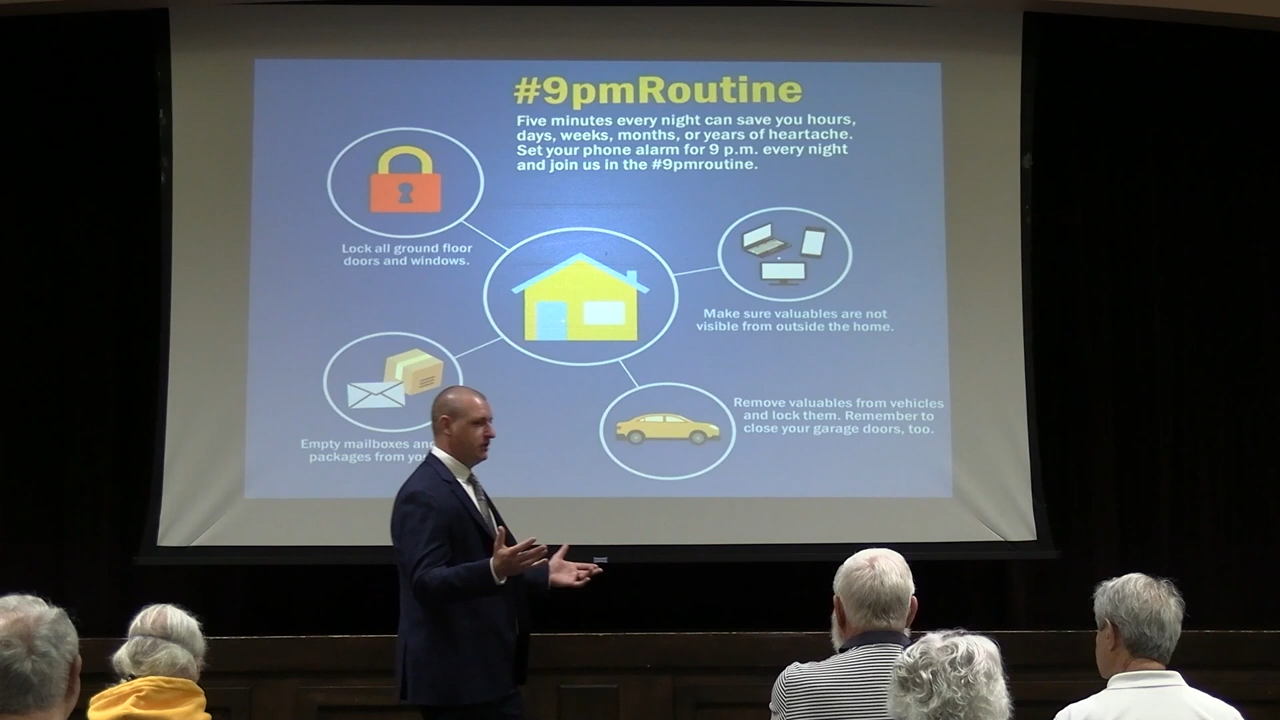 #9pmRoutine
Five minutes every night can save you hours,
days, weeks, months, or years of heartache.
Set your phone alarm for 9 p.m. every night
and join us in the #9pmroutine.
Lock all ground floor
doors and windows.
Make sure valuables are not
visible from outside the home.
Remove valuables from vehicles
and lock them. Remember to
close your garage doors, too.
Empty mailboxes
packages from